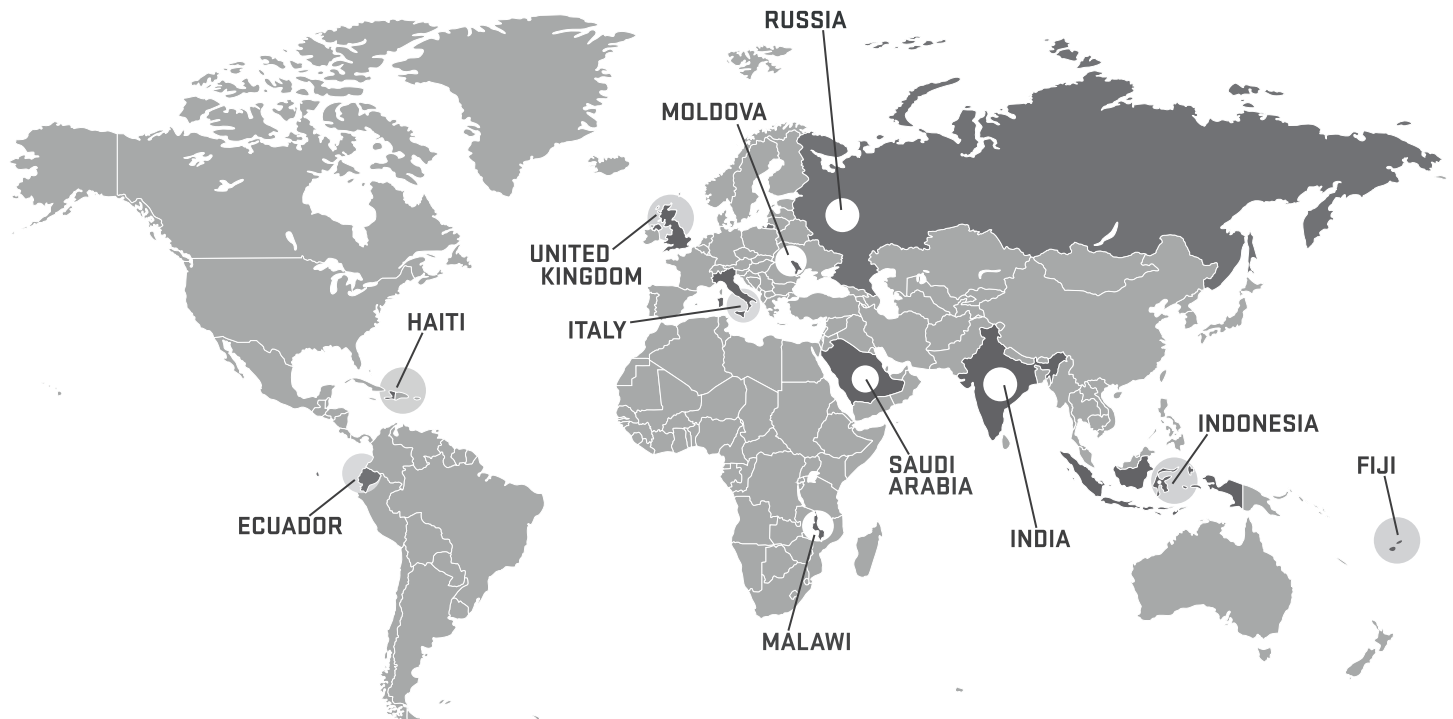 RUSSIA
MOLDOVA
UNITED
KINGDOM
ITALY
HAITI
ECUADOR
SAUDI
ARABIA
INDONESIA
FIJI
INDIA
MALAWI